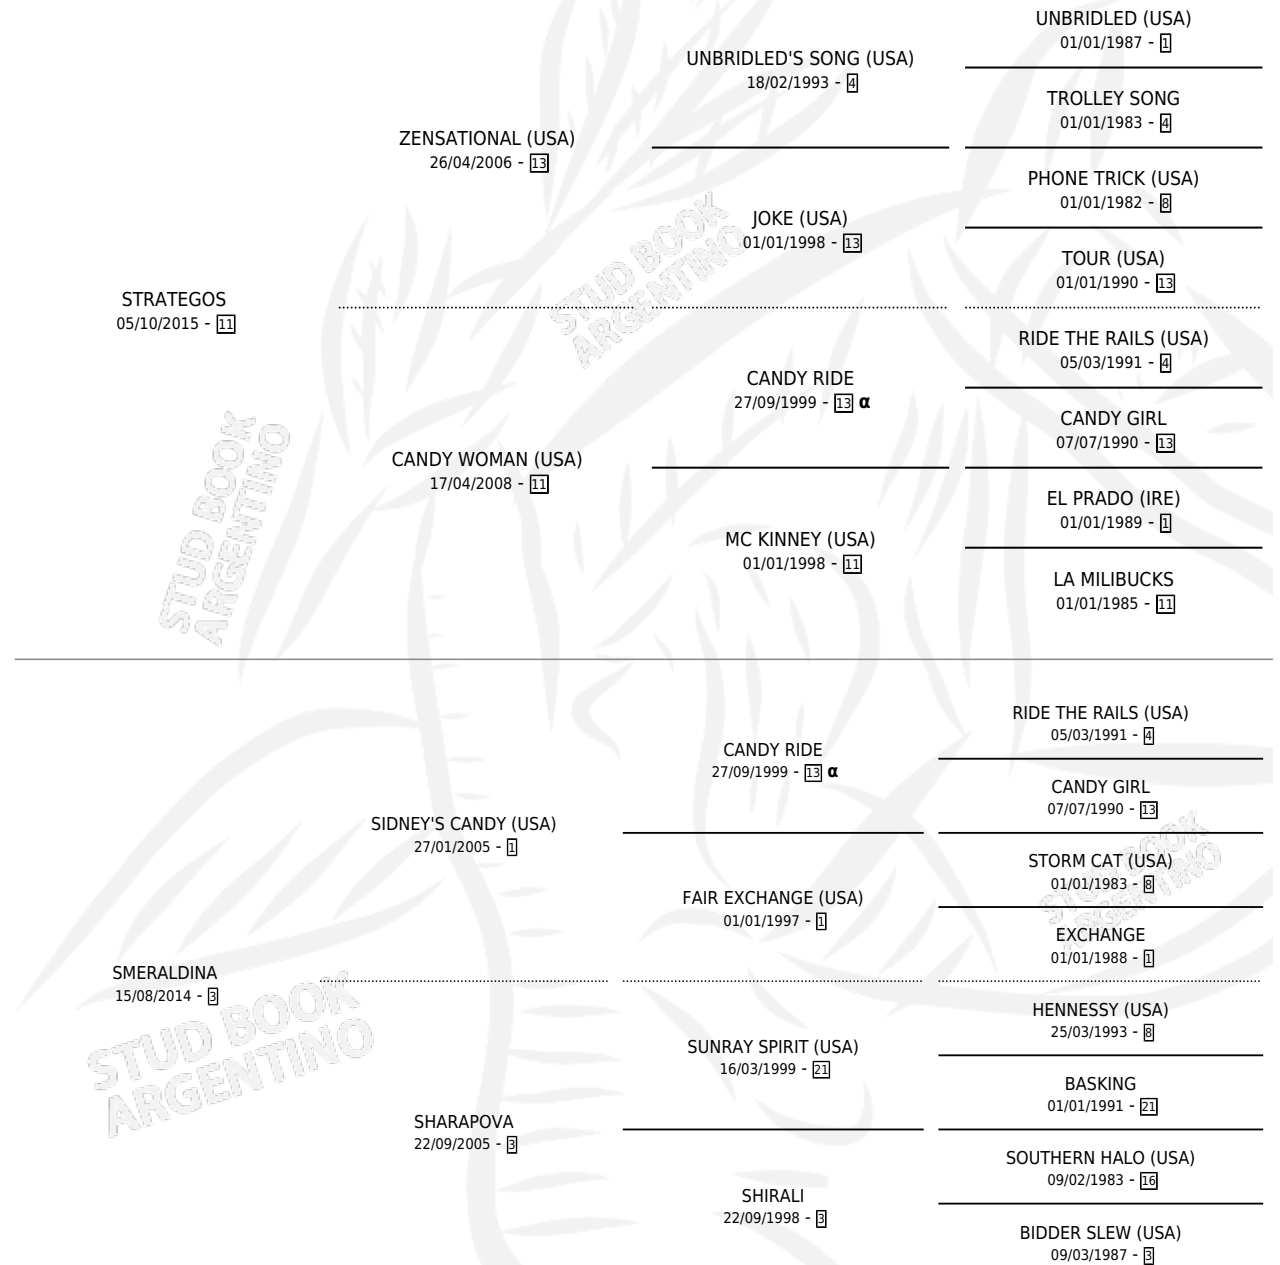 UNBRIDLED (USA)
01/01/1987 - 1
UNBRIDLED'S SONG (USA)
18/02/1993 - 4
TROLLEY SONG
01/01/1983 - 4
ZENSATIONAL (USA)
26/04/2006 - 13
PHONE TRICK (USA)
01/01/1982 - 8
JOKE (USA)
01/01/1998 - 13
TOUR (USA)
01/01/1990 - 13
STRATEGOS
05/10/2015 - 11
RIDE THE RAILS (USA)
05/03/1991 - 4
CANDY RIDE
27/09/1999 - 13 α
CANDY GIRL
07/07/1990 - 13
CANDY WOMAN (USA)
17/04/2008 - 11
EL PRADO (IRE)
01/01/1989 - 1
MC KINNEY (USA)
01/01/1998 - 11
LA MILIBUCKS
01/01/1985 - 11
RIDE THE RAILS (USA)
05/03/1991 - 4
CANDY RIDE
27/09/1999 - 13 α
CANDY GIRL
07/07/1990 - 13
SIDNEY'S CANDY (USA)
27/01/2005 - 1
STORM CAT (USA)
01/01/1983 - 8
FAIR EXCHANGE (USA)
01/01/1997 - 1
EXCHANGE
01/01/1988 - 1
SMERALDINA
15/08/2014 - 3
HENNESSY (USA)
25/03/1993 - 8
SUNRAY SPIRIT (USA)
16/03/1999 - 21
BASKING
01/01/1991 - 21
SHARAPOVA
22/09/2005 - 3
SOUTHERN HALO (USA)
09/02/1983 - 16
SHIRALI
22/09/1998 - 3
BIDDER SLEW (USA)
09/03/1987 - 3
STUD BOOK
ARGENTINO
STUD BOOK
ARGENTINO
STUD BOOK
ARGENTINO
STUD BOOK
ARGENTINO